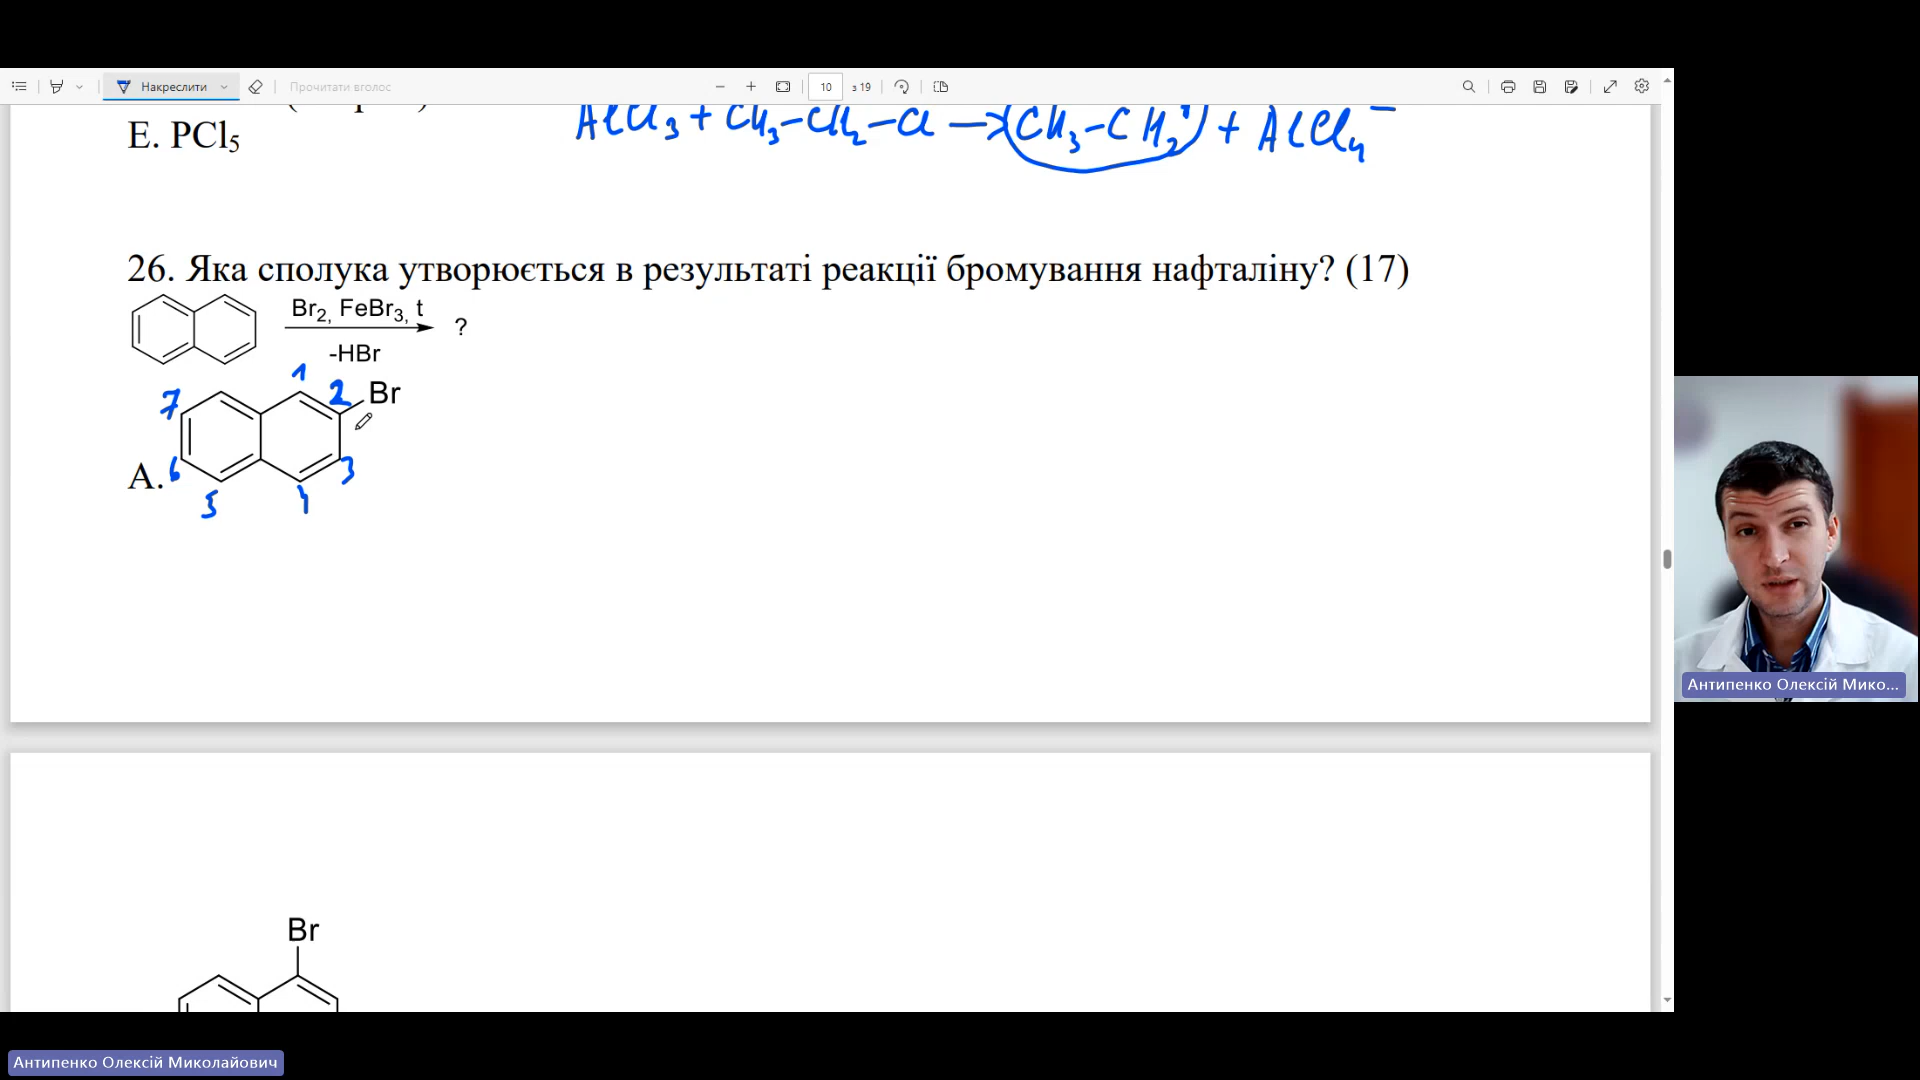 Накреслити
Прочитати вголос
10 з 19
E. PCl5
AlCl3 + CH3-CH2-Cl → (CH3-CH2+) + AlCl4−
26. Яка сполука утворюється в результаті реакції бромування нафталіну? (17)
Br2, FeBr3, t
?
-HBr
1
2
Br
7
A.
6
3
5
4
Br
Антипенко Олексій Мико...
Антипенко Олексій Миколайович